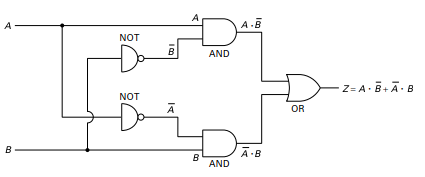 A
A
A · B̅
NOT
B̅
AND
Z = A · B̅ + A̅ · B
OR
NOT
A̅
B
B
A̅ · B
AND